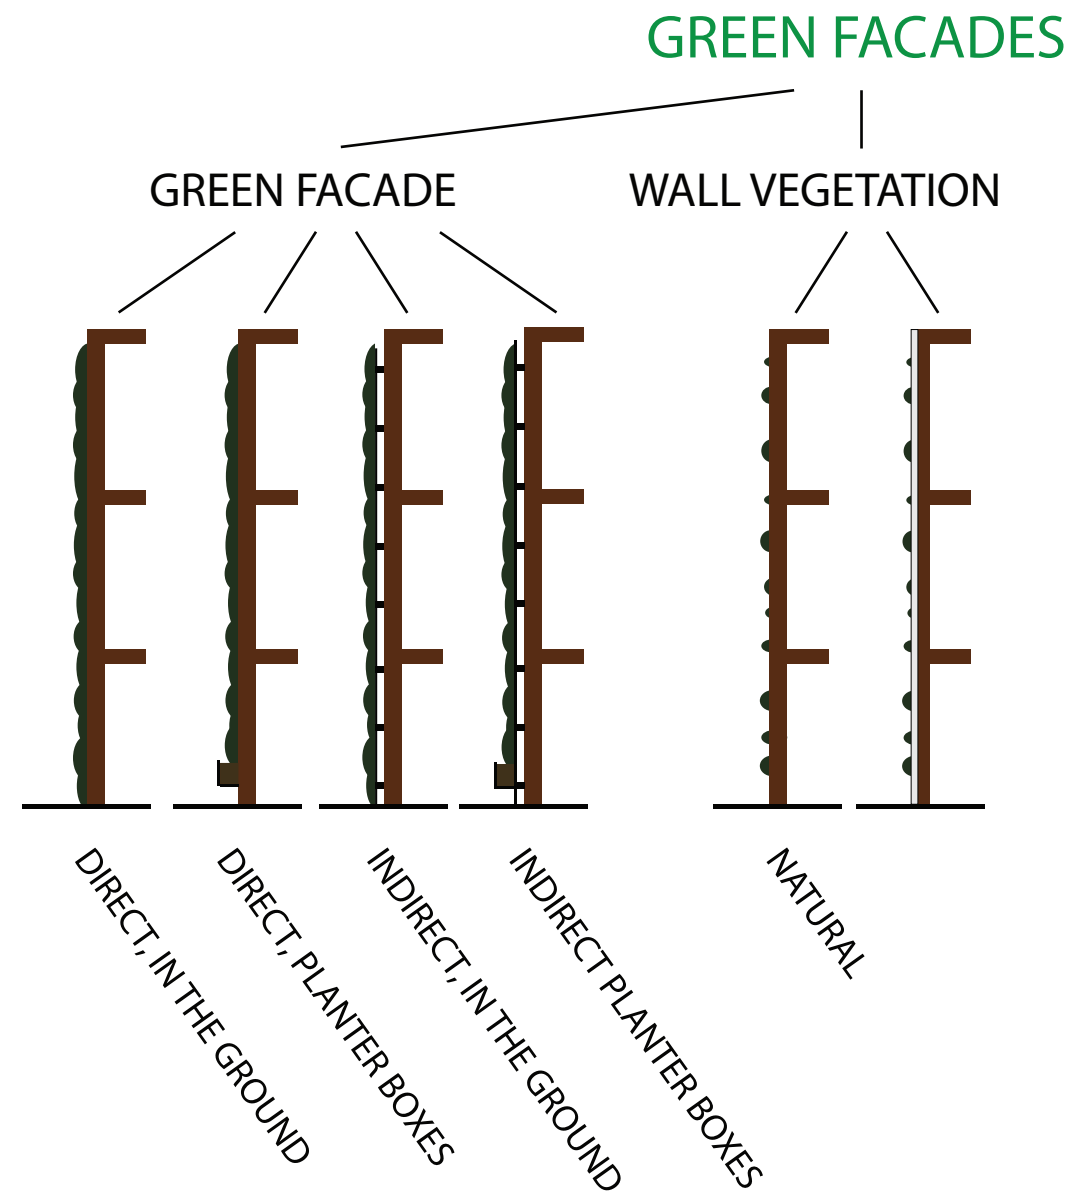 GREEN FACADES
GREEN FACADE
WALL VEGETATION
DIRECT, IN THE GROUND
DIRECT, PLANTER BOXES
INDIRECT, IN THE GROUND
INDIRECT PLANTER BOXES
NATURAL